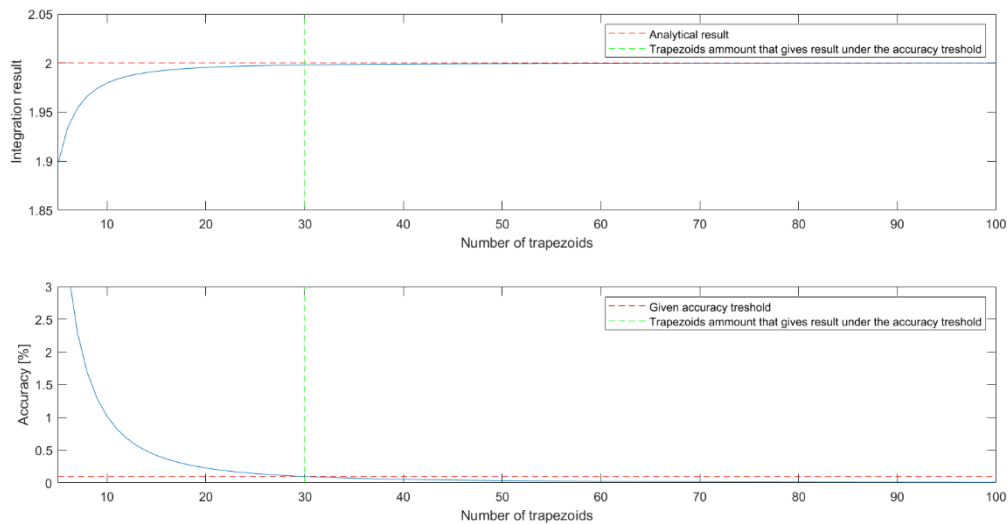 2.05
2
1.95
1.9
1.85
Integration result
Analytical result
Trapezoids ammount that gives result under the accuracy treshold
10 20 30 40 50 60 70 80 90 100
Number of trapezoids
3
2.5
2
1.5
1
0.5
0
Accuracy [%]
Given accuracy treshold
Trapezoids ammount that gives result under the accuracy treshold
10 20 30 40 50 60 70 80 90 100
Number of trapezoids